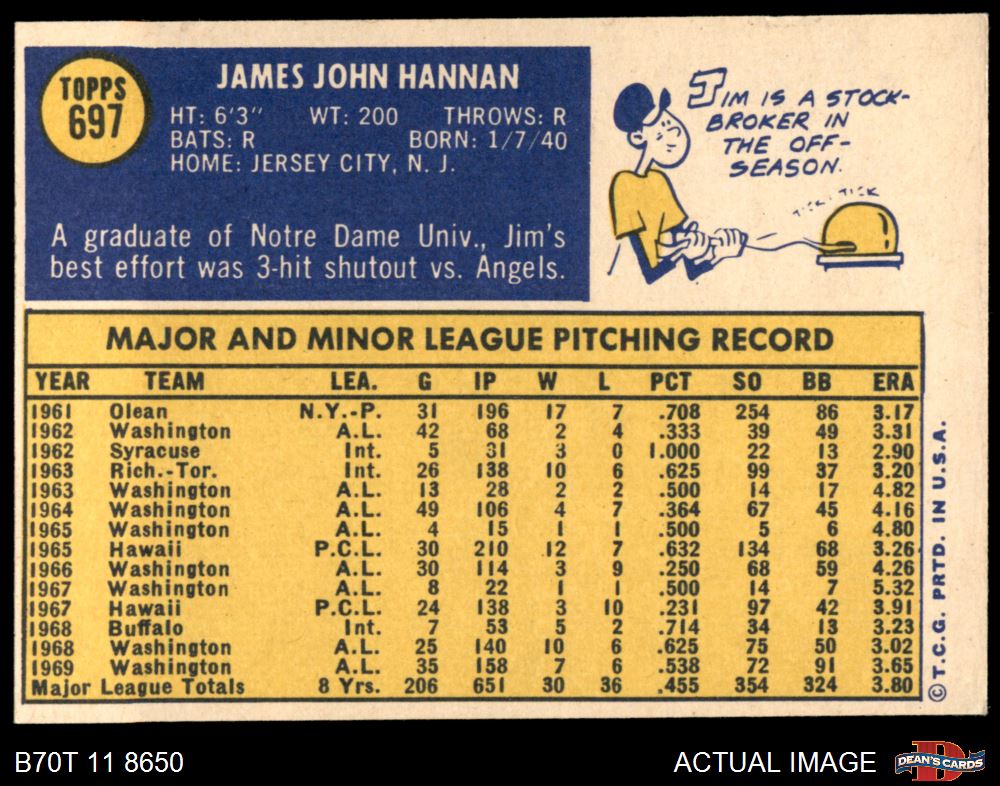 TOPPS
697
JAMES JOHN HANNAN
HT: 6'3" WT: 200 THROWS: R
BATS: R BORN: 1/7/40
HOME: JERSEY CITY, N. J.
A graduate of Notre Dame Univ., Jim's
best effort was 3-hit shutout vs. Angels.
JIM IS A STOCK-
BROKER IN
THE OFF-
SEASON.
TICK, TICK
MAJOR AND MINOR LEAGUE PITCHING RECORD
YEAR TEAM LEA. G IP W L PCT SO BB ERA
1961 Olean N.Y.-P. 31 196 17 7 .708 254 86 3.17
1962 Washington A.L. 42 68 2 4 .333 39 49 3.31
1962 Syracuse Int. 5 31 3 0 1.000 22 13 2.90
1963 Rich.-Tor. Int. 26 138 10 6 .625 99 37 3.20
1963 Washington A.L. 13 28 2 2 .500 14 17 4.82
1964 Washington A.L. 49 106 4 7 .364 67 45 4.16
1965 Washington A.L. 4 15 1 1 .500 5 6 4.80
1965 Hawaii P.C.L. 30 210 12 7 .632 134 68 3.26
1966 Washington A.L. 30 114 3 9 .250 68 59 4.26
1967 Washington A.L. 8 22 1 1 .500 14 7 5.32
1967 Hawaii P.C.L. 24 138 3 10 .231 97 42 3.91
1968 Buffalo Int. 7 53 5 2 .714 34 13 3.23
1968 Washington A.L. 25 140 10 6 .625 75 50 3.02
1969 Washington A.L. 35 158 7 6 .538 72 91 3.65
Major League Totals 8 Yrs. 206 651 30 36 .455 354 324 3.80
© T.C.G. PRTD. IN U.S.A.
B70T 11 8650
ACTUAL IMAGE
DEAN'S CARDS